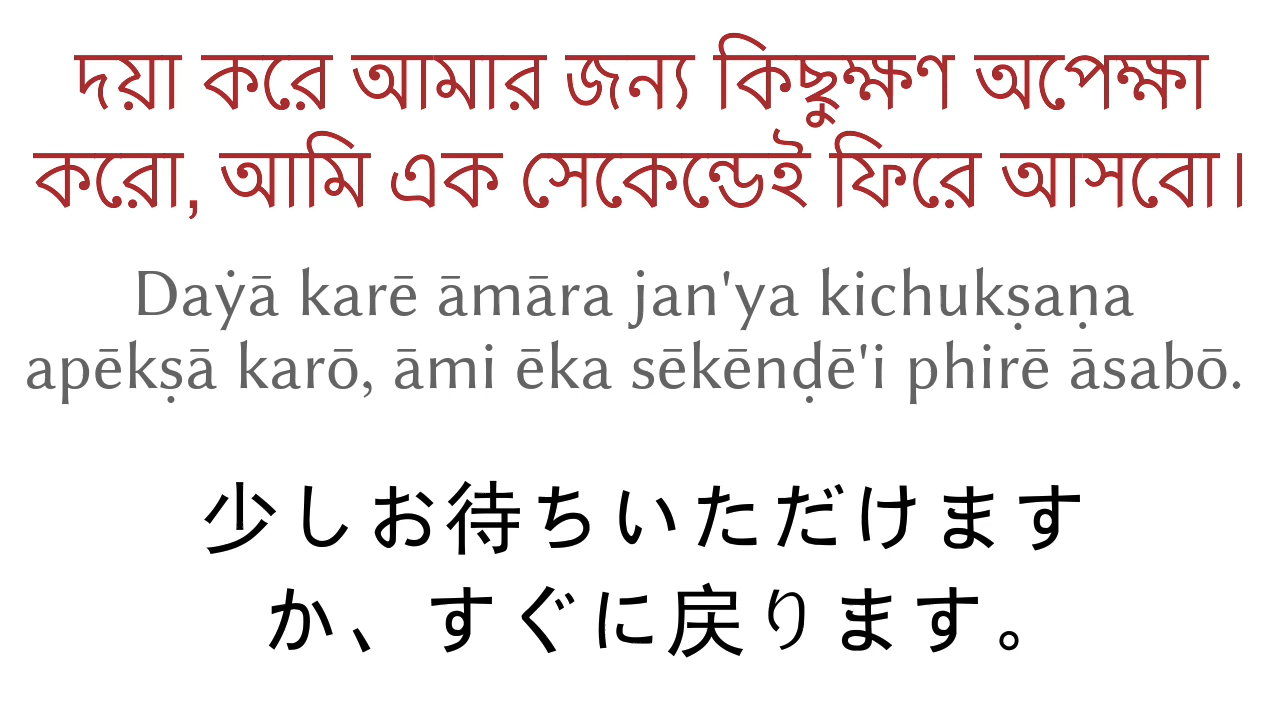 দয়া করে আমার জন্য কিছুক্ষণ অপেক্ষা
করো, আমি এক সেকেন্ডেই ফিরে আসবো।
Daẏā karē āmāra jan'ya kichukṣaṇa
apēkṣā karō, āmi ēka sēkēnḍē'i phirē āsabō.
少しお待ちいただけます
か、すぐに戻ります。